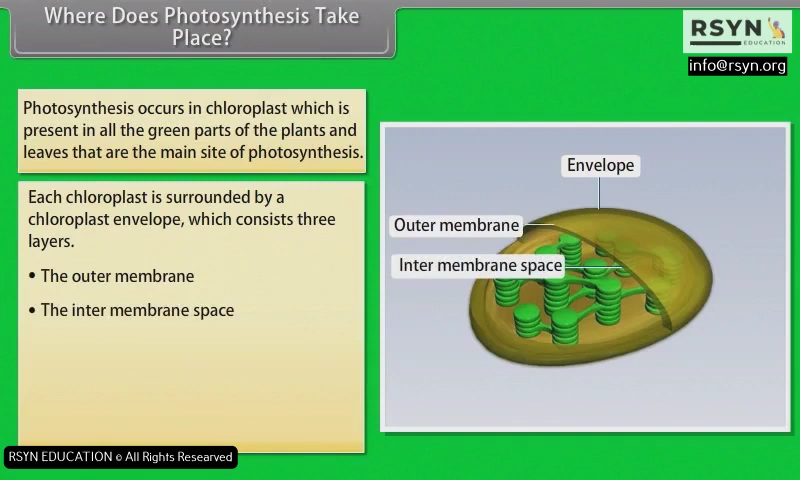 Where Does Photosynthesis Take
Place?
RSYN
EDUCATION
info@rsyn.org
Photosynthesis occurs in chloroplast which is
present in all the green parts of the plants and
leaves that are the main site of photosynthesis.
Each chloroplast is surrounded by a
chloroplast envelope, which consists three
layers.
• The outer membrane
• The inter membrane space
Envelope
Outer membrane
Inter membrane space
RSYN EDUCATION © All Rights Researved